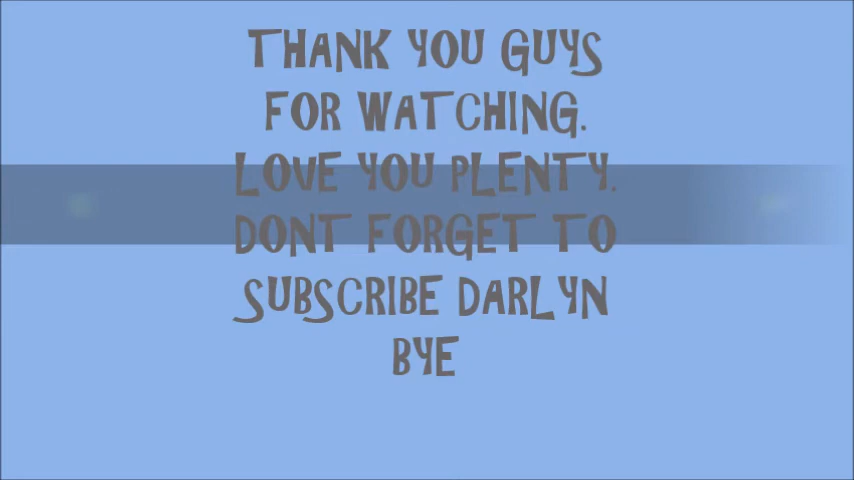 THANK YOU GUYS
FOR WATCHING.
LOVE YOU PLENTY.
DONT FORGET TO
SUBSCRIBE DARLYN
BYE